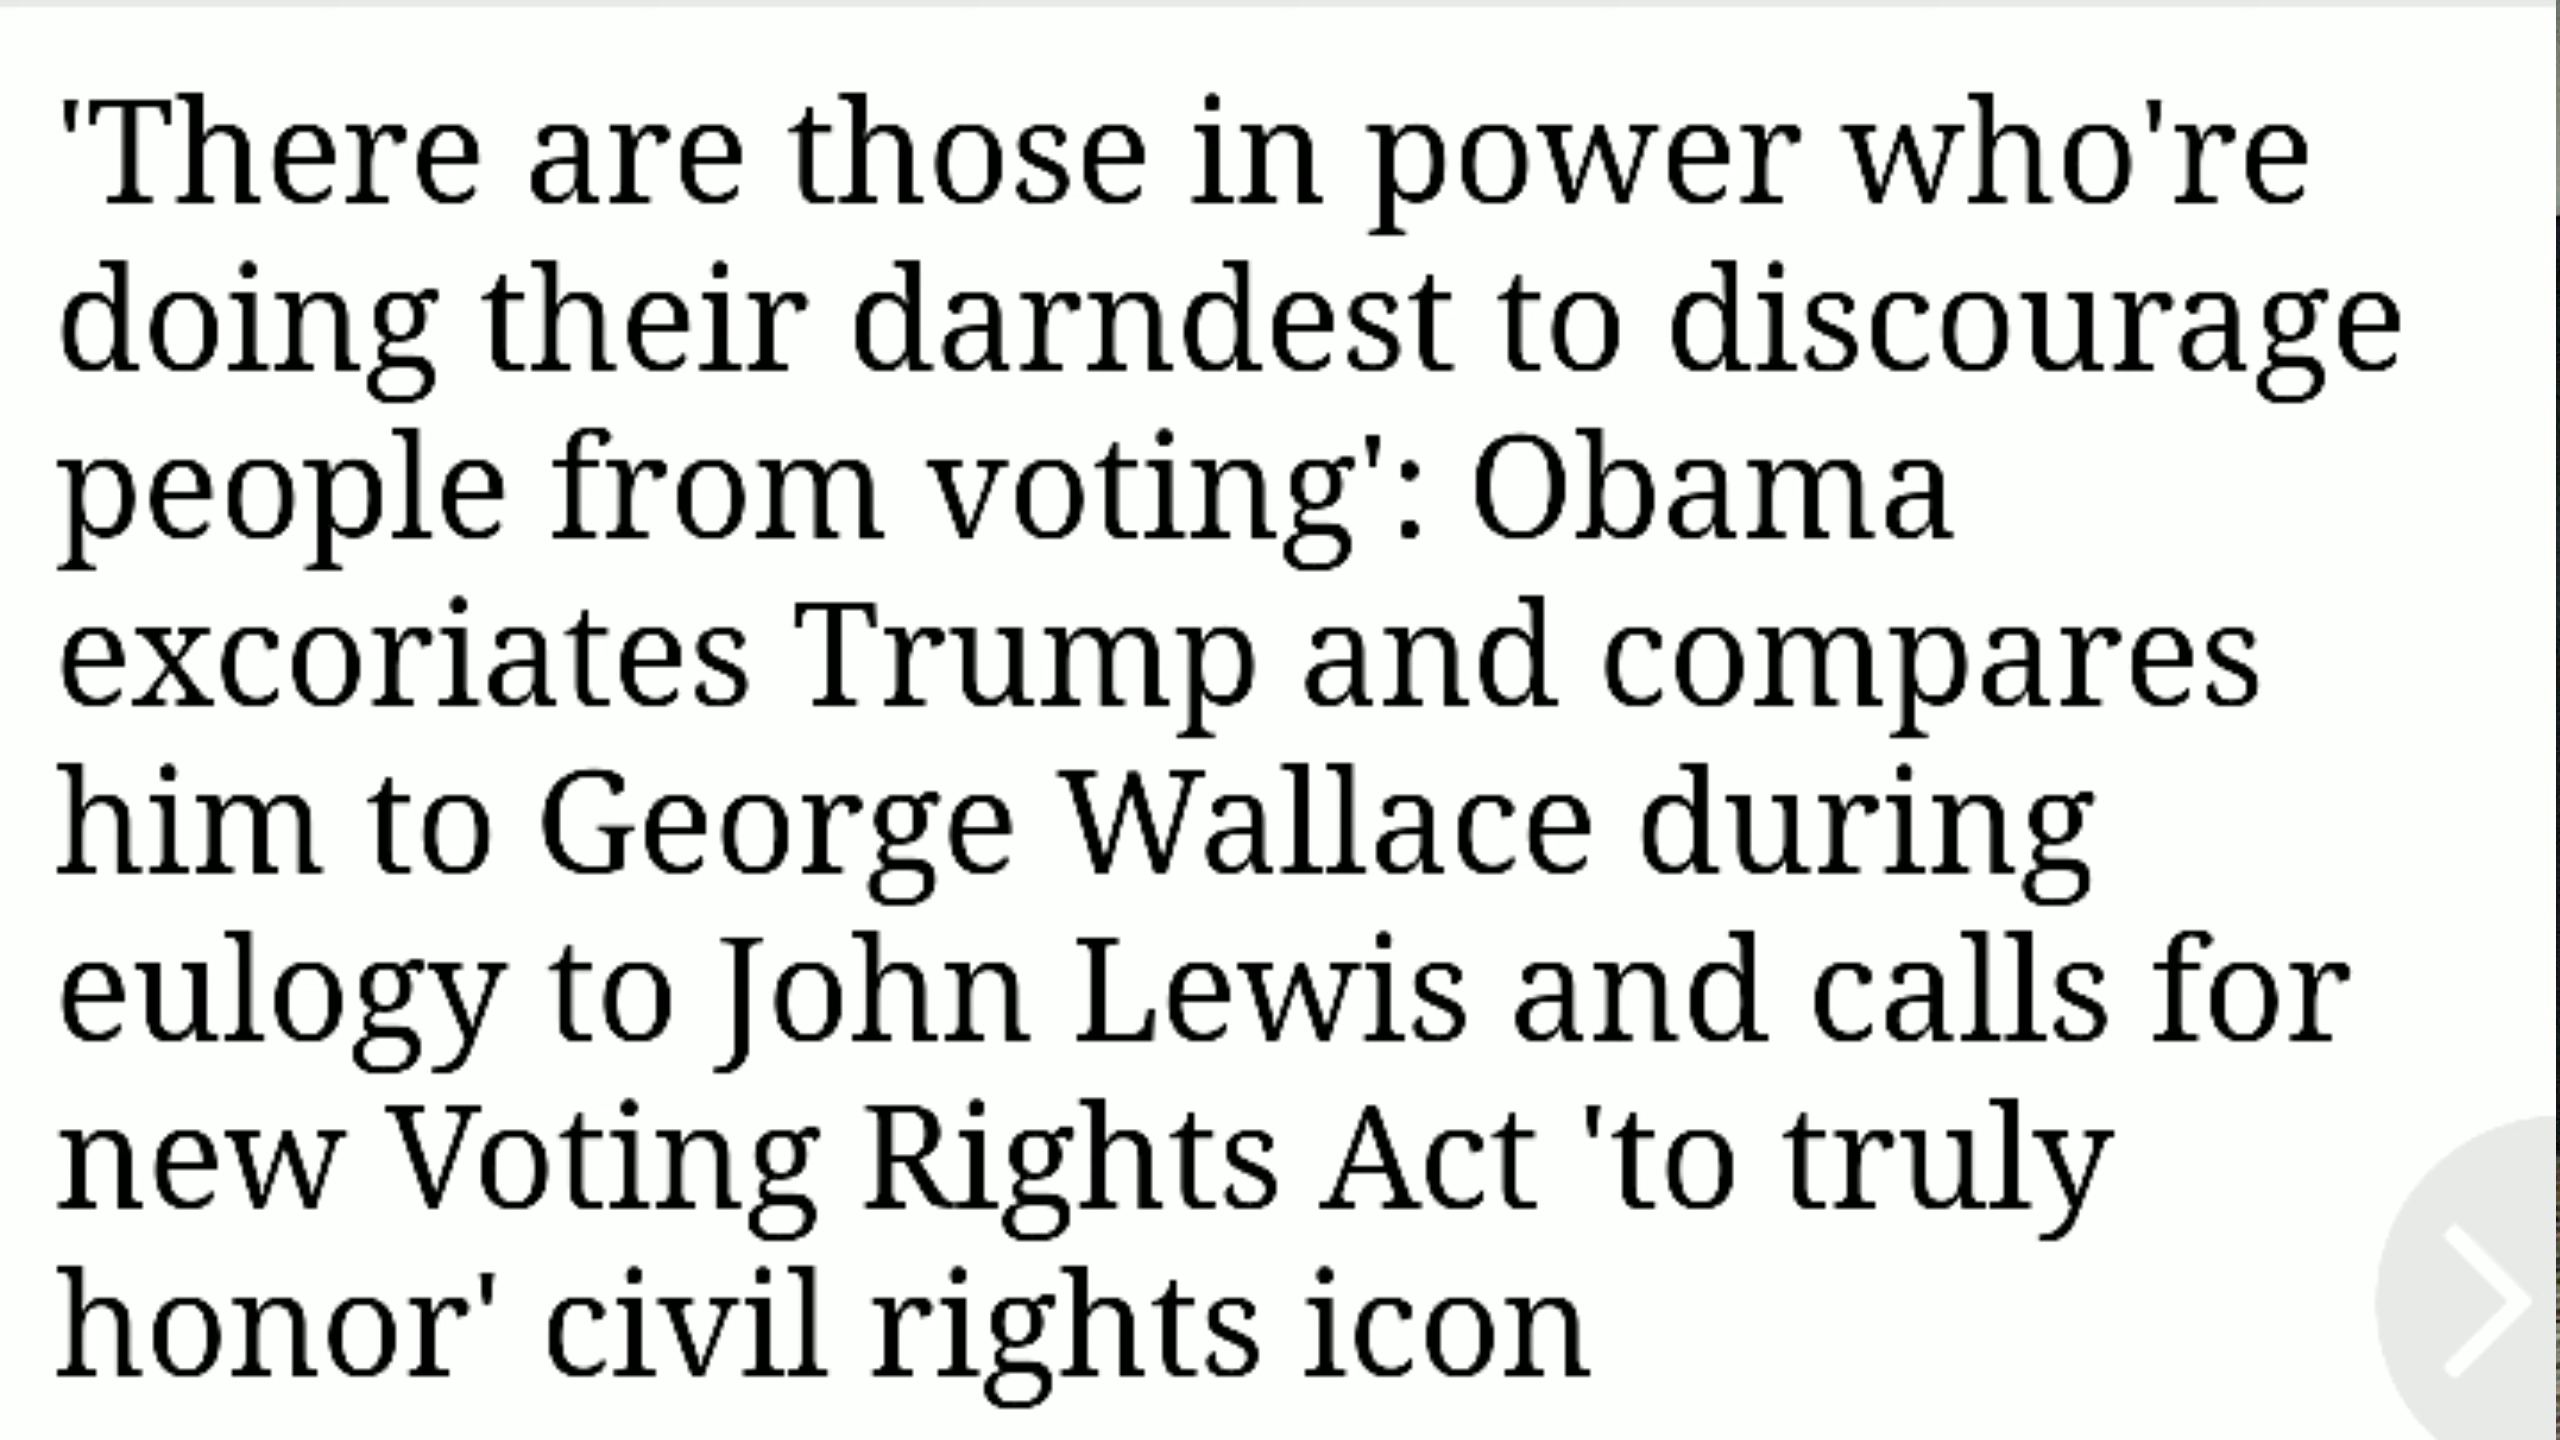 'There are those in power who're
doing their darndest to discourage
people from voting': Obama
excoriates Trump and compares
him to George Wallace during
eulogy to John Lewis and calls for
new Voting Rights Act 'to truly
honor' civil rights icon